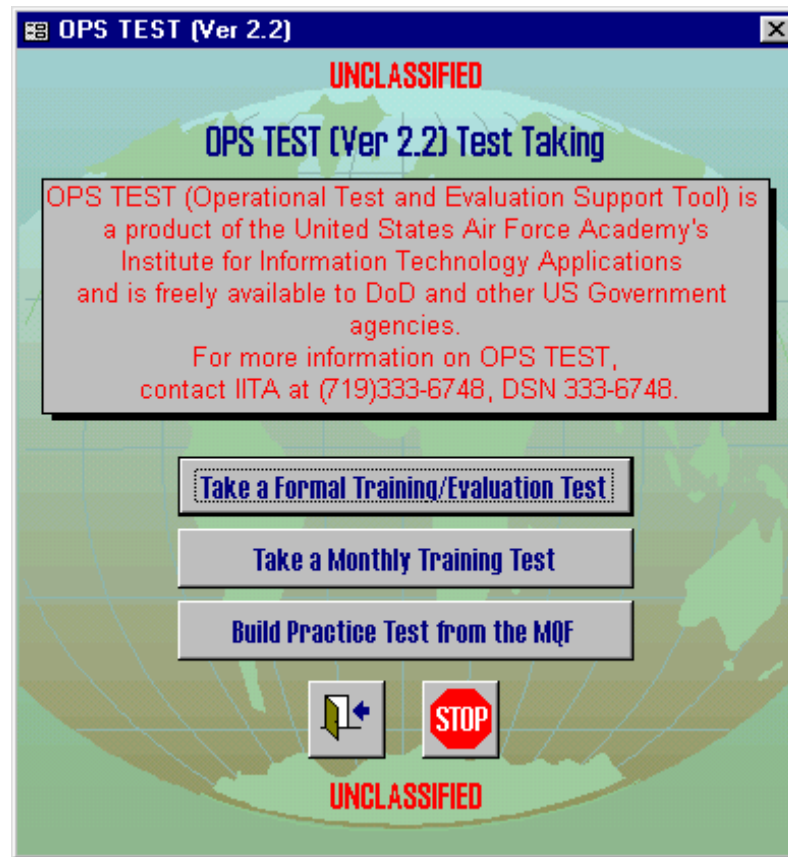 OPS TEST (Ver 2.2)
UNCLASSIFIED
OPS TEST (Ver 2.2) Test Taking
OPS TEST (Operational Test and Evaluation Support Tool) is
a product of the United States Air Force Academy's
Institute for Information Technology Applications
and is freely available to DoD and other US Government
agencies.
For more information on OPS TEST,
contact IITA at (719)333-6748, DSN 333-6748.
Take a Formal Training/Evaluation Test
Take a Monthly Training Test
Build Practice Test from the MQF
STOP
UNCLASSIFIED